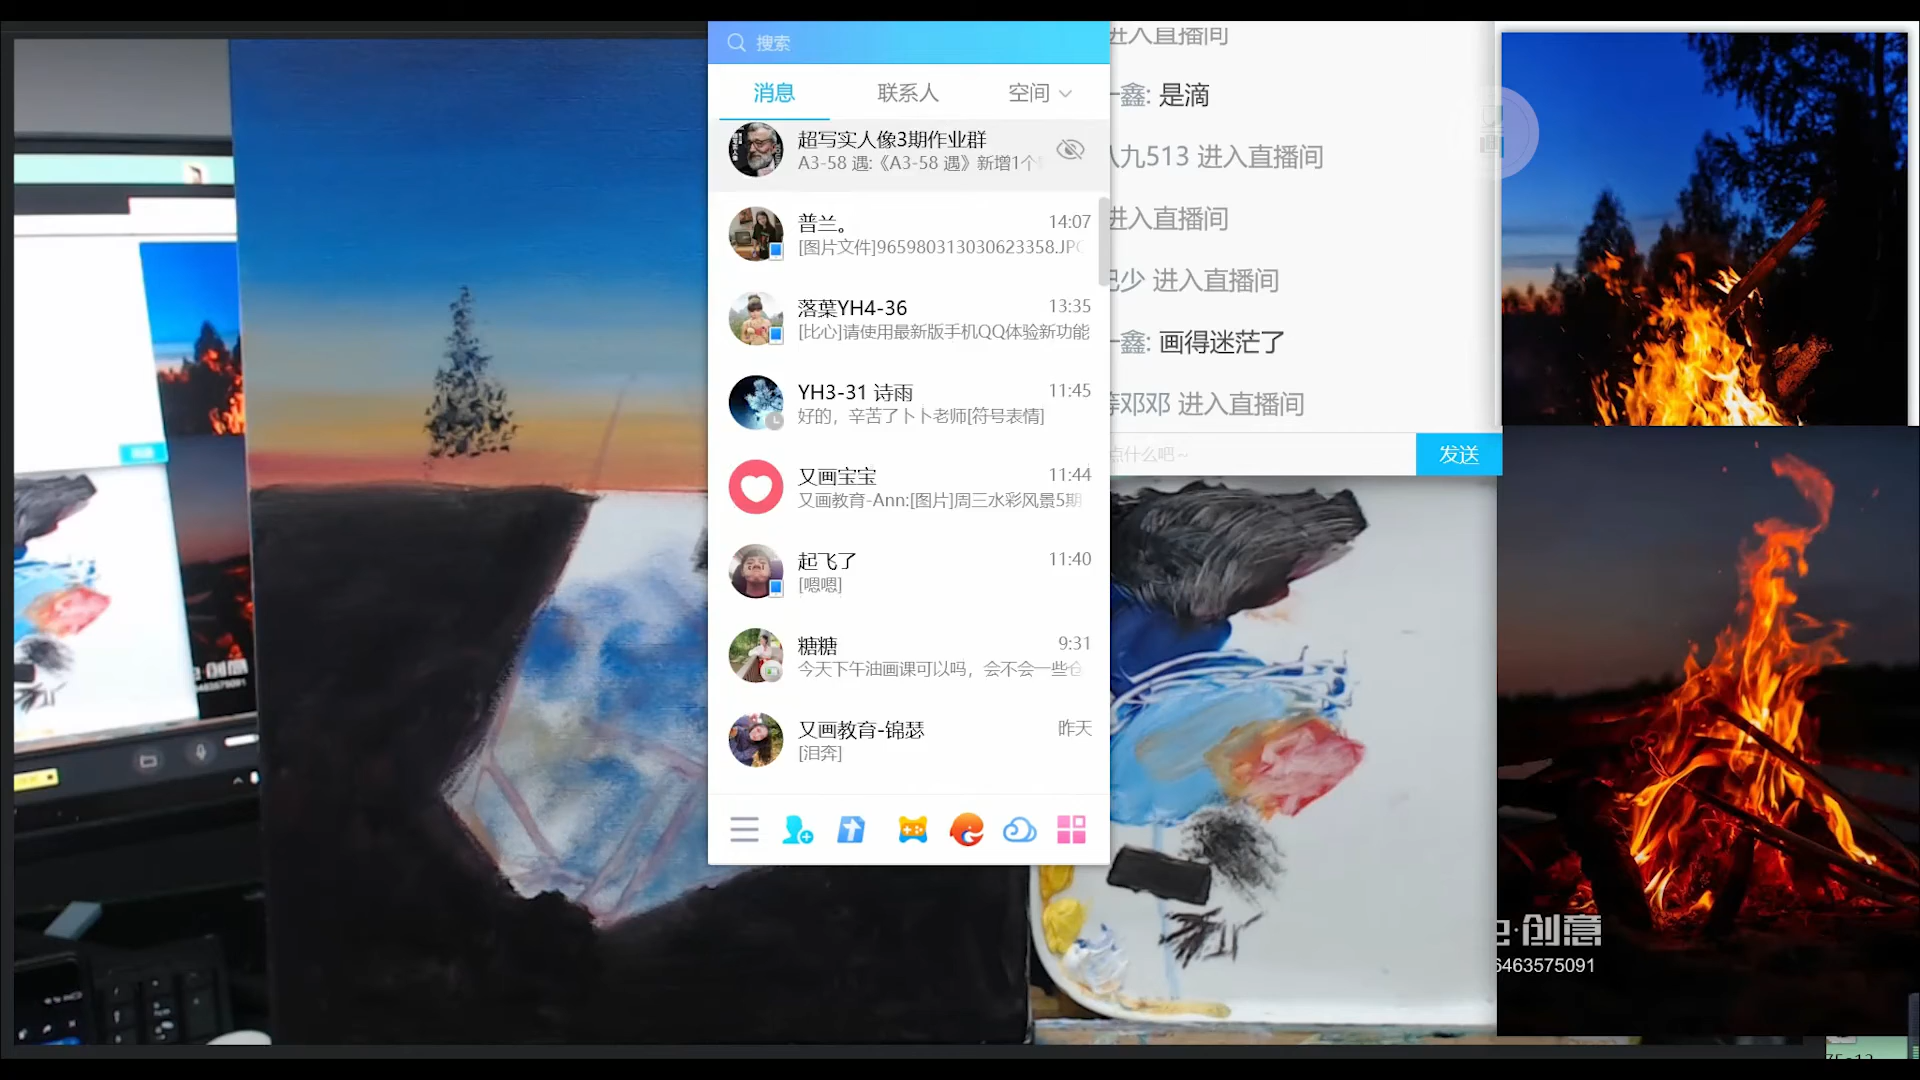 搜索
消息
联系人
空间
超写实人像3期作业群
A3-58 遇:《A3-58 遇》新增1个
普兰。
14:07
[图片文件]965980313030623358.JPG
落葉YH4-36
13:35
[比心]请使用最新版手机QQ体验新功能
YH3-31 诗雨
11:45
好的，辛苦了卜卜老师[符号表情]
又画宝宝
11:44
又画教育-Ann:[图片]周三水彩风景5期
起飞了
11:40
[嗯嗯]
糖糖
9:31
今天下午油画课可以吗，会不会一些仓
又画教育-锦瑟
昨天
[泪奔]
进入直播间
鑫: 是滴
九513 进入直播间
进入直播间
少 进入直播间
鑫: 画得迷茫了
邓邓 进入直播间
点什么吧~
发送
·创意
6463575091